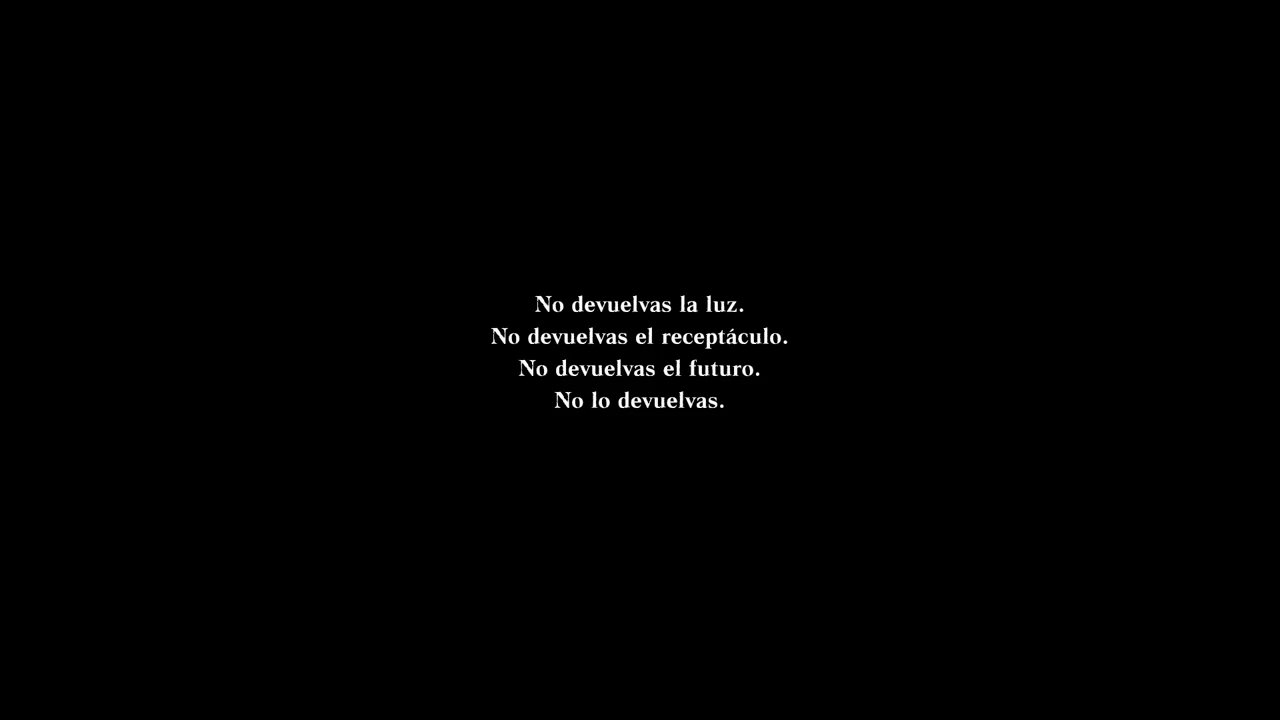 No devuelvas la luz.
No devuelvas el receptáculo.
No devuelvas el futuro.
No lo devuelvas.